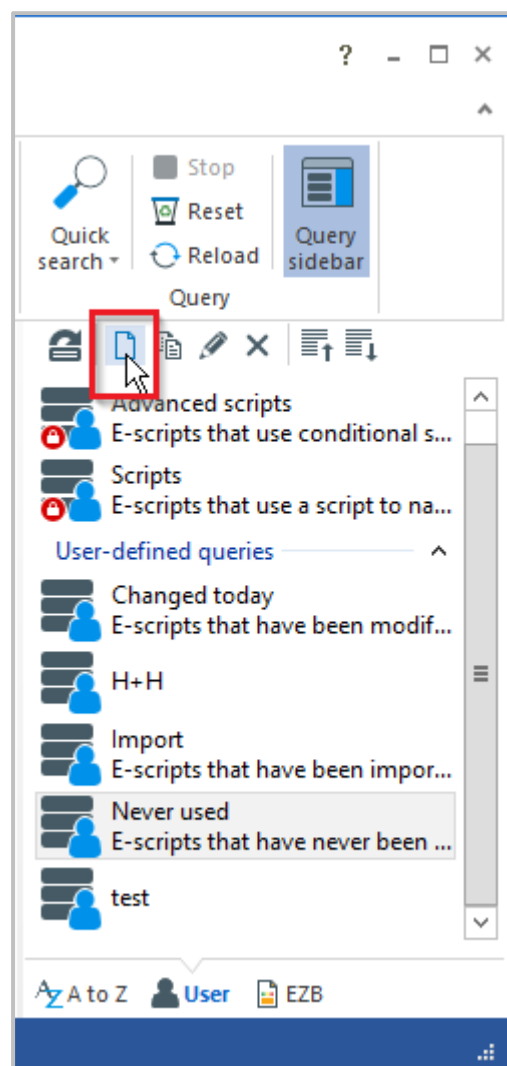 ?
Quick
search
Stop
Reset
Reload
Query
sidebar
Query
Advanced scripts
E-scripts that use conditional s...
Scripts
E-scripts that use a script to na...
User-defined queries
Changed today
E-scripts that have been modif...
H+H
Import
E-scripts that have been impor...
Never used
E-scripts that have never been ...
test
AZ A to Z User EZB